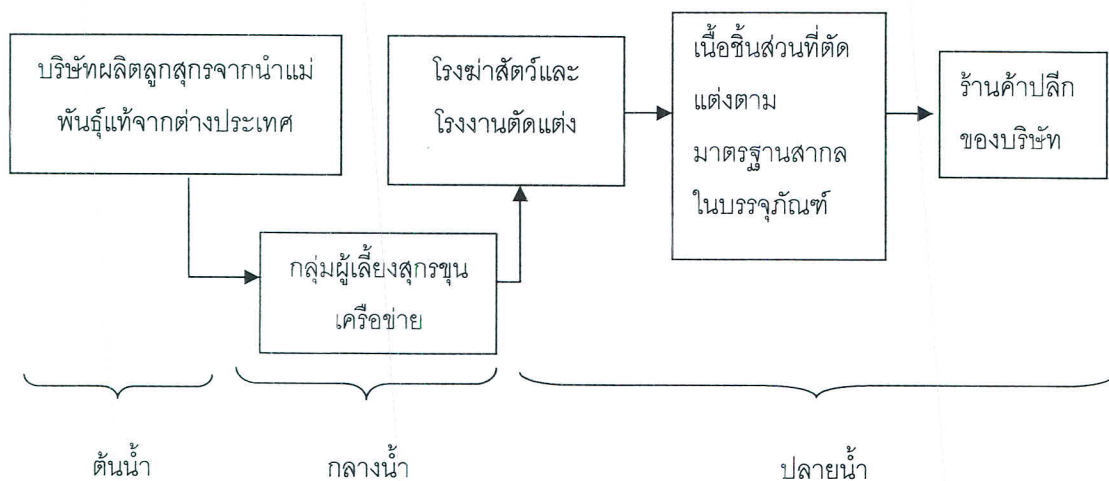 บริษัทผลิตลูกสุกรจากนำแม่
พันธุ์แท้จากต่างประเทศ
โรงฆ่าสัตว์และ
โรงงานตัดแต่ง
เนื้อชิ้นส่วนที่ตัด
แต่งตาม
มาตรฐานสากล
ในบรรจุภัณฑ์
ร้านค้าปลีก
ของบริษัท
กลุ่มผู้เลี้ยงสุกรขุน
เครือข่าย
ต้นน้ำ
กลางน้ำ
ปลายน้ำ